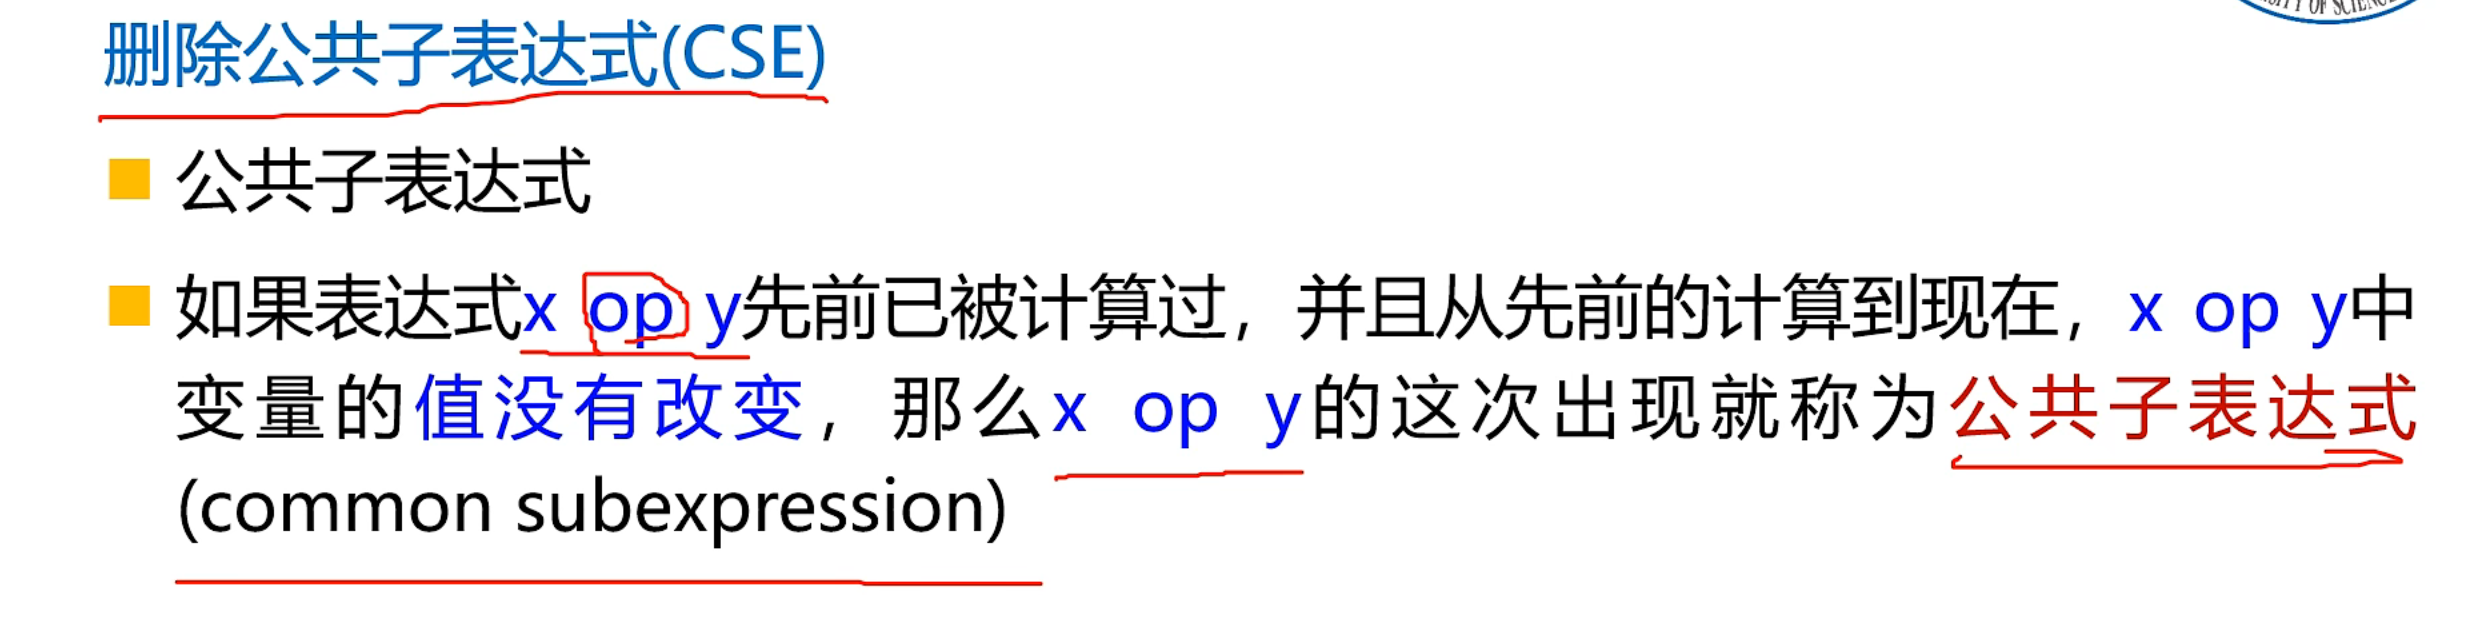 删除公共子表达式(CSE)
公共子表达式
如果表达式x op y先前已被计算过，并且从先前的计算到现在，x op y中
变量的值没有改变，那么x op y的这次出现就称为公共子表达式
(common subexpression)